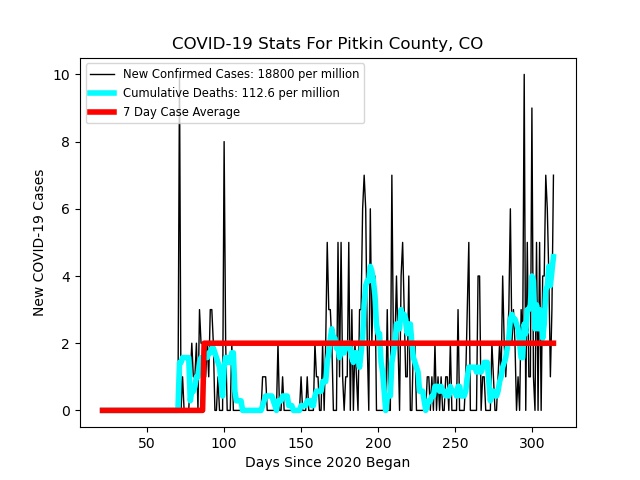 COVID-19 Stats For Pitkin County, CO
New Confirmed Cases: 18800 per million
Cumulative Deaths: 112.6 per million
7 Day Case Average
New COVID-19 Cases
10
8
6
4
2
0
50 100 150 200 250 300
Days Since 2020 Began